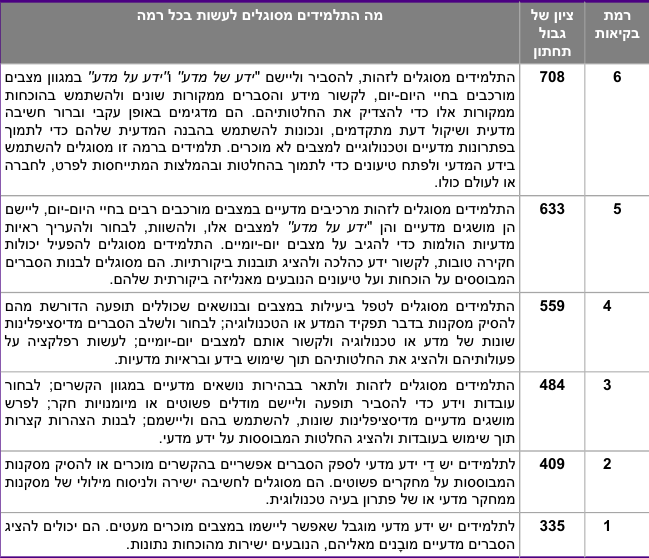 רמת בקיאות
ציון של גבול תחתון
מה התלמידים מסוגלים לעשות בכל רמה
6
708
התלמידים מסוגלים לזהות, להסביר וליישם "ידע של מדע" ו"ידע על מדע" במגוון מצבים
מורכבים בחיי היום-יום, לקשור מידע והסברים ממקורות שונים ולהשתמש בהוכחות
ממקורות אלו כדי להצדיק את החלטותיהם. הם מדגימים באופן עקבי וברור חשיבה
מדעית ושיקול דעת מתקדמים, ונכונות להשתמש בהבנה המדעית שלהם כדי לתמוך
בפתרונות מדעיים וטכנולוגיים למצבים לא מוכרים. תלמידים ברמה זו מסוגלים להשתמש
בידע המדעי ולפתח טיעונים כדי לתמוך בהחלטות ובהמלצות המתייחסות לפרט, לחברה
או לעולם כולו.
5
633
התלמידים מסוגלים לזהות מרכיבים מדעיים במצבים מורכבים רבים בחיי היום-יום, ליישם
הן מושגים מדעיים והן "ידע על מדע" למצבים אלו, ולהשוות, לבחור ולהעריך ראיות
מדעיות הולמות כדי להגיב על מצבים יום-יומיים. התלמידים מסוגלים להפעיל יכולות
חקירה טובות, לקשור ידע כהלכה ולהציג תובנות ביקורתיות. הם מסוגלים לבנות הסברים
המבוססים על הוכחות ועל טיעונים הנובעים מאנליזה ביקורתית שלהם.
4
559
התלמידים מסוגלים לטפל ביעילות במצבים ובנושאים שכוללים תופעה הדורשת מהם
להסיק מסקנות בדבר תפקיד המדע או הטכנולוגיה; לבחור ולשלב הסברים מדיסציפלינות
שונות של מדע או טכנולוגיה ולקשור אותם למצבים יום-יומיים; לעשות רפלקציה על
פעולותיהם ולהציג את החלטותיהם תוך שימוש בידע ובראיות מדעיות.
3
484
התלמידים מסוגלים לזהות ולתאר בבהירות נושאים מדעיים במגוון הקשרים; לבחור
עובדות וידע כדי להסביר תופעה וליישם מודלים פשוטים או מיומנויות חקר; לפרש
מושגים מדעיים מדיסציפלינות שונות, להשתמש בהם וליישמם; לבנות הצהרות קצרות
תוך שימוש בעובדות ולהציג החלטות המבוססות על ידע מדעי.
2
409
לתלמידים יש דֵי ידע מדעי לספק הסברים אפשריים בהקשרים מוכרים או להסיק מסקנות
המבוססות על מחקרים פשוטים. הם מסוגלים לחשיבה ישירה ולניסוח מילולי של מסקנות
ממחקר מדעי או של פתרון בעיה טכנולוגית.
1
335
לתלמידים יש ידע מדעי מוגבל שאפשר ליישמו במצבים מוכרים מעטים. הם יכולים להציג
הסברים מדעיים מובָנים מאליהם, הנובעים ישירות מהוכחות נתונות.